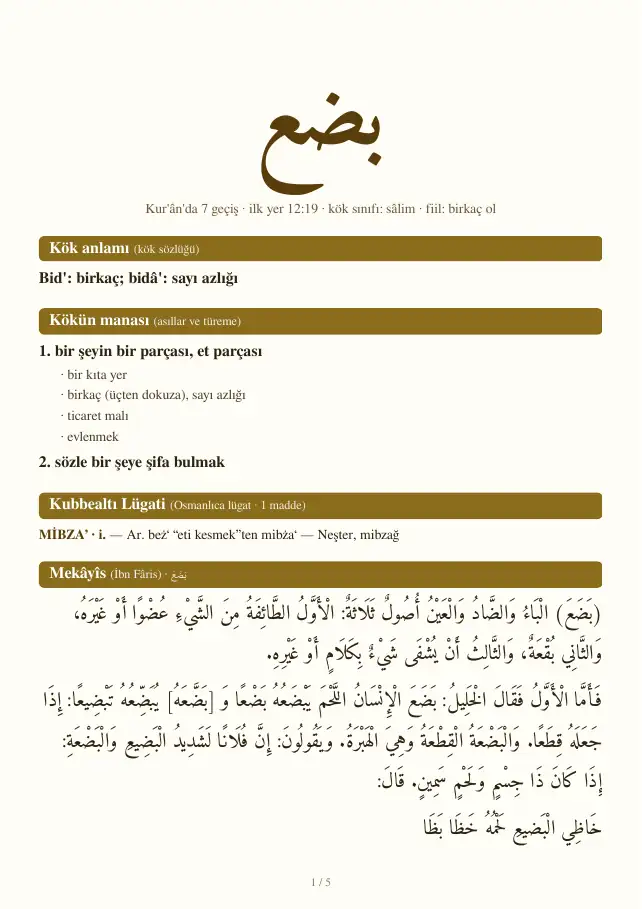 بضع
Kur'ân'da 7 geçiş · ilk yer 12:19 · kök sınıfı: sâlim · fiil: birkaç ol
Kök anlamı (kök sözlüğü)
Bid': birkaç; bidâ': sayı azlığı
Kökün manası (asıllar ve türeme)
1. bir şeyin bir parçası, et parçası
· bir kıta yer
· birkaç (üçten dokuza), sayı azlığı
· ticaret malı
· evlenmek
2. sözle bir şeye şifa bulmak
Kubbealtı Lügati (Osmanlıca lügat · 1 madde)
MİBZA’ · i. — Ar. beż‘ “eti kesmek”ten mibża‘ — Neşter, mibzağ
Mekâyîs (İbn Fâris) · بَضَعَ
(بَضَعَ) الْبَاءُ وَالضَّادُ وَالْعَيْنُ أُصُولٌ ثَلَاثَةٌ: الْأَوَّلُ الطَّائِفَةُ مِنَ الشَّيْءِ عُضْوًا أَوْ غَيْرَهُ،
وَالثَّانِي بُقْعَةٌ، وَالثَّالِثُ أَنْ يُشْفَى شَيْءٌ بِكَلَامٍ أَوْ غَيْرِهِ.
فَأَمَّا الْأَوَّلُ فَقَالَ الْخَلِيلُ: بَضَعَ الْإِنْسَانُ اللَّحْمَ يَبْضَعُهُ بَضْعًا وَ [بَضَّعَهُ] يُبَضِّعُهُ تَبْضِيعًا: إِذَا
جَعَلَهُ قِطَعًا. وَالْبَضْعَةُ الْقِطْعَةُ وَهِيَ الْهَبْرَةُ. وَيَقُولُونَ: إِنَّ فُلَانًا لَشَدِيدُ الْبَضِيعِ وَالْبَضْعَةِ:
إِذَا كَانَ ذَا جِسْمٍ وَلَحْمٍ سَمِينٍ. قَالَ:
خَاظِي الْبَضِيعِ لَحْمُهُ خَظَا بَظَا
1 / 5